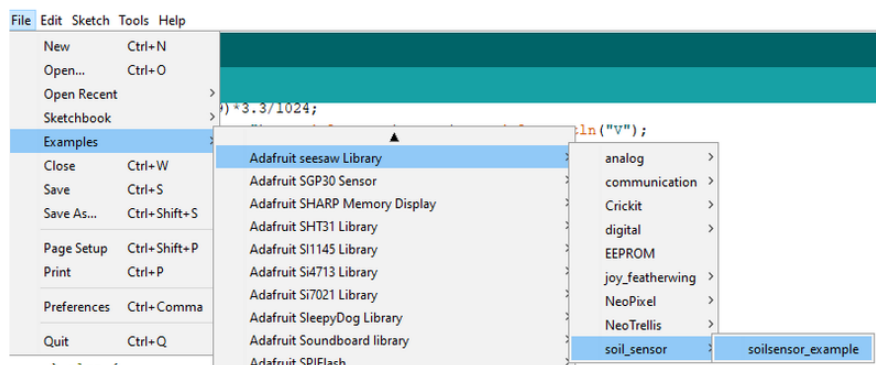 File Edit Sketch Tools Help
New Ctrl+N
Open... Ctrl+O
Open Recent
Sketchbook
Examples
Close Ctrl+W
Save Ctrl+S
Save As... Ctrl+Shift+S
Page Setup Ctrl+Shift+P
Print Ctrl+P
Preferences Ctrl+Comma
Quit Ctrl+Q
)*3.3/1024;
ln("V");
Adafruit seesaw Library
Adafruit SGP30 Sensor
Adafruit SHARP Memory Display
Adafruit SHT31 Library
Adafruit SI1145 Library
Adafruit Si4713 Library
Adafruit Si7021 Library
Adafruit SleepyDog Library
Adafruit Soundboard library
Adafruit SPIFlash
analog
communication
Crickit
digital
EEPROM
joy_featherwing
NeoPixel
NeoTrellis
soil_sensor
soilsensor_example